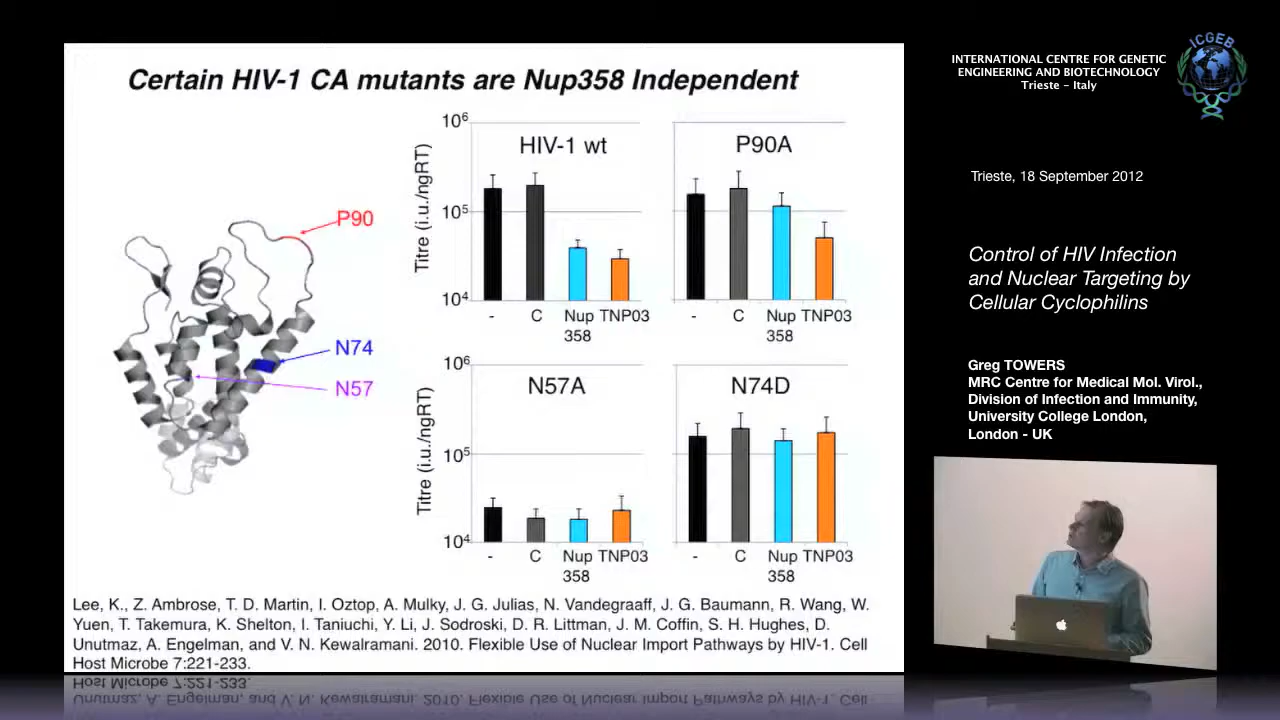 Certain HIV-1 CA mutants are Nup358 Independent
P90
N74
N57
Titre (i.u./ngRT)
10⁶
10⁵
10⁴
HIV-1 wt
- C Nup TNP03
358
P90A
- C Nup TNP03
358
Titre (i.u./ngRT)
10⁶
10⁵
10⁴
N57A
- C Nup TNP03
358
N74D
- C Nup TNP03
358
Lee, K., Z. Ambrose, T. D. Martin, I. Oztop, A. Mulky, J. G. Julias, N. Vandegraaff, J. G. Baumann, R. Wang, W.
Yuen, T. Takemura, K. Shelton, I. Taniuchi, Y. Li, J. Sodroski, D. R. Littman, J. M. Coffin, S. H. Hughes, D.
Unutmaz, A. Engelman, and V. N. Kewalramani. 2010. Flexible Use of Nuclear Import Pathways by HIV-1. Cell
Host Microbe 7:221-233.
INTERNATIONAL CENTRE FOR GENETIC
ENGINEERING AND BIOTECHNOLOGY
Trieste – Italy
ICGEB
Trieste, 18 September 2012
Control of HIV Infection
and Nuclear Targeting by
Cellular Cyclophilins
Greg TOWERS
MRC Centre for Medical Mol. Virol.,
Division of Infection and Immunity,
University College London,
London - UK